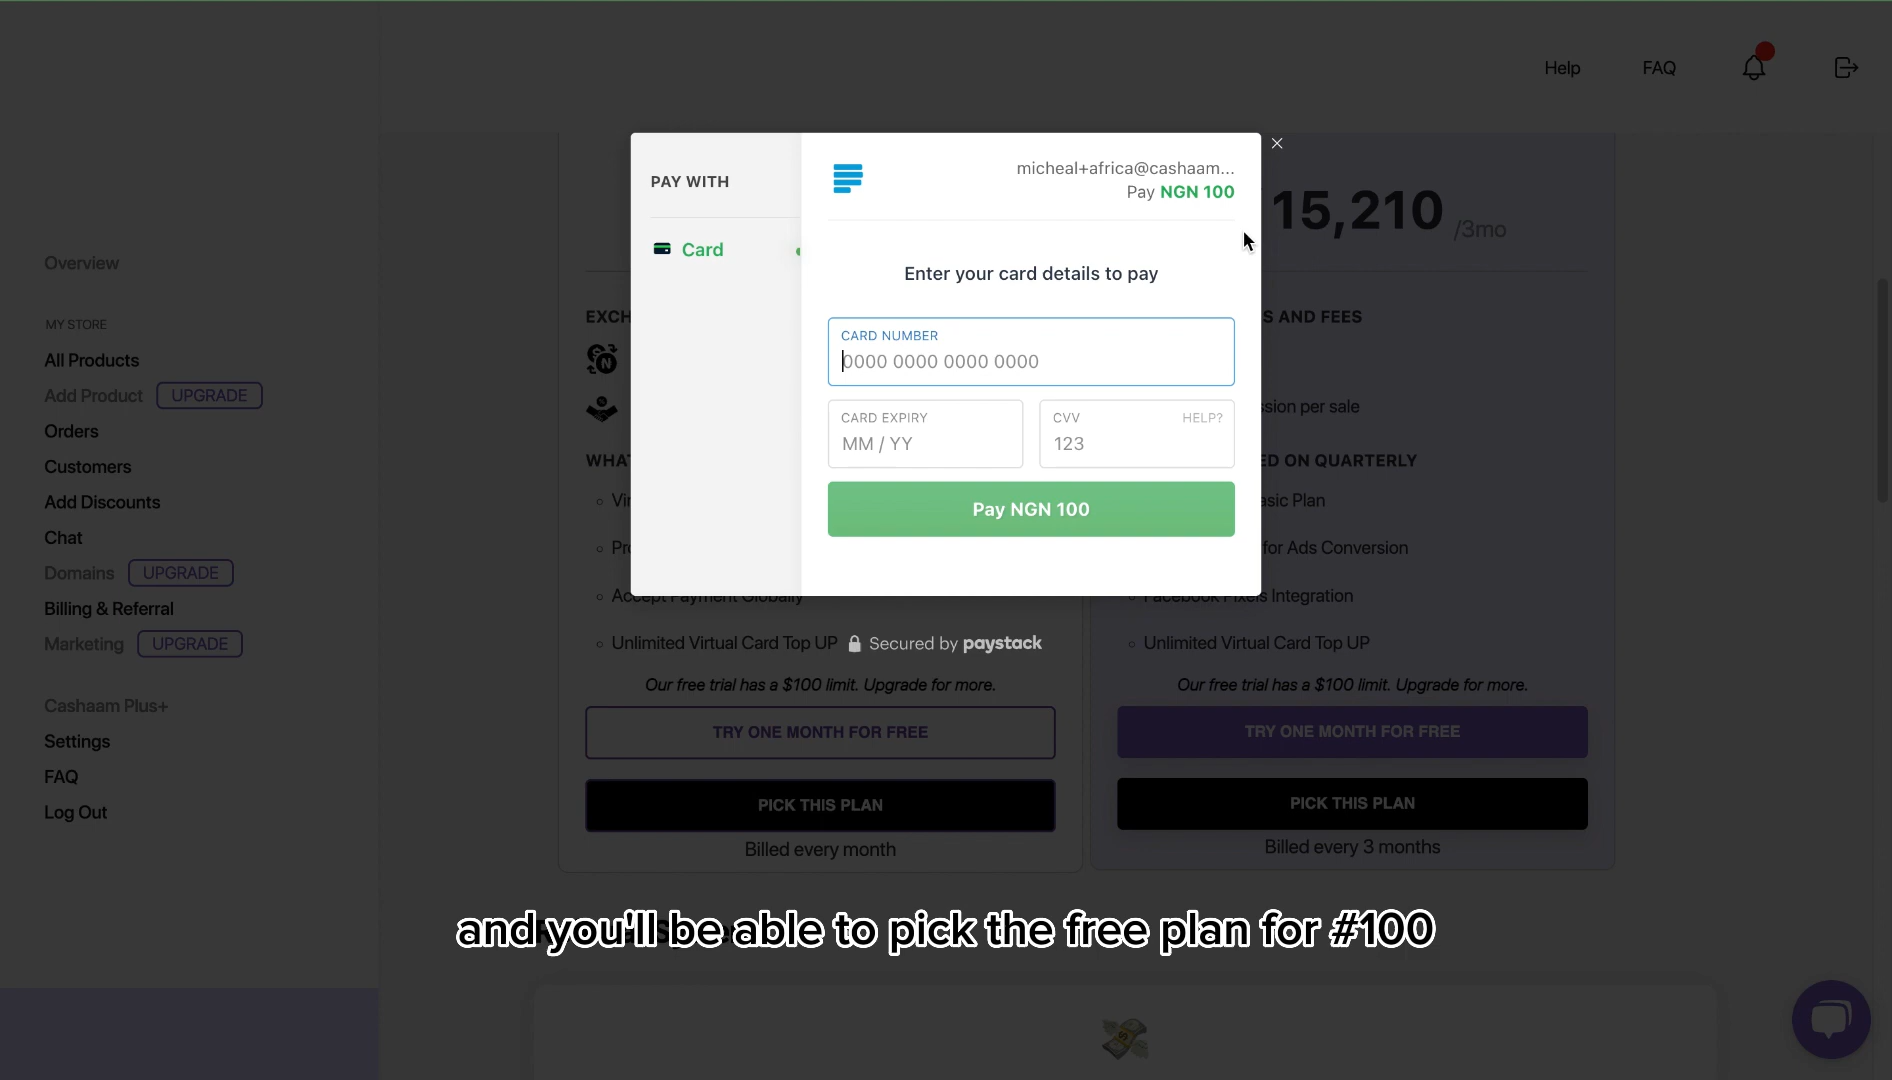 Help
FAQ
PAY WITH
Card
micheal+africa@cashaam...
Pay NGN 100
Enter your card details to pay
CARD NUMBER
0000 0000 0000 0000
CARD EXPIRY
MM / YY
CVV
HELP?
123
Pay NGN 100
Secured by paystack
15,210 /3mo
Overview
MY STORE
All Products
Add Product UPGRADE
Orders
Customers
Add Discounts
Chat
Domains UPGRADE
Billing & Referral
Marketing UPGRADE
Cashaam Plus+
Settings
FAQ
Log Out
Accept Payment Globally
Unlimited Virtual Card Top UP
Our free trial has a $100 limit. Upgrade for more.
TRY ONE MONTH FOR FREE
PICK THIS PLAN
Billed every month
S AND FEES
sion per sale
ED ON QUARTERLY
asic Plan
for Ads Conversion
Facebook Pixels Integration
Unlimited Virtual Card Top UP
Our free trial has a $100 limit. Upgrade for more.
TRY ONE MONTH FOR FREE
PICK THIS PLAN
Billed every 3 months
and you'll be able to pick the free plan for #100